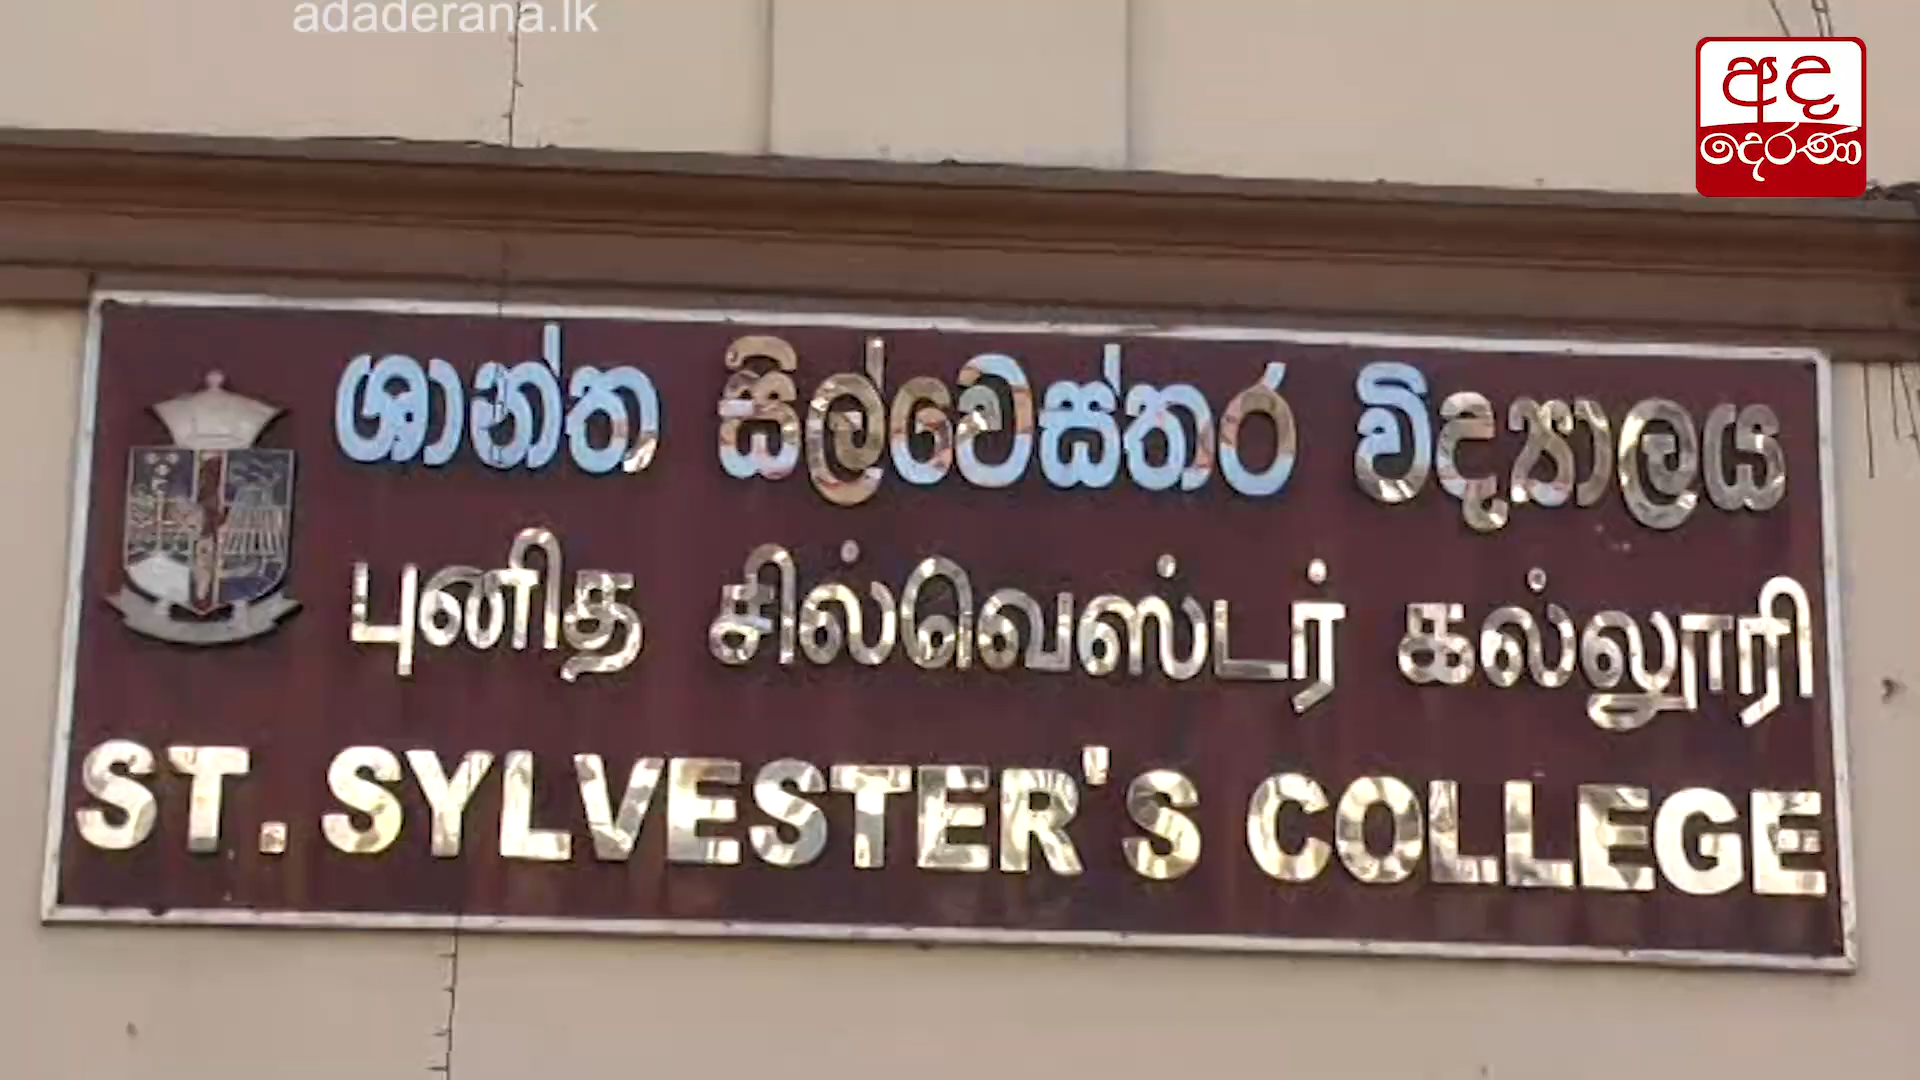 adaderana.lk
අද
දෙරණ
ශාන්ත සිල්වෙස්තර විද්‍යාලය
புனித சில்வெஸ்டர் கல்லூரி
ST. SYLVESTER'S COLLEGE